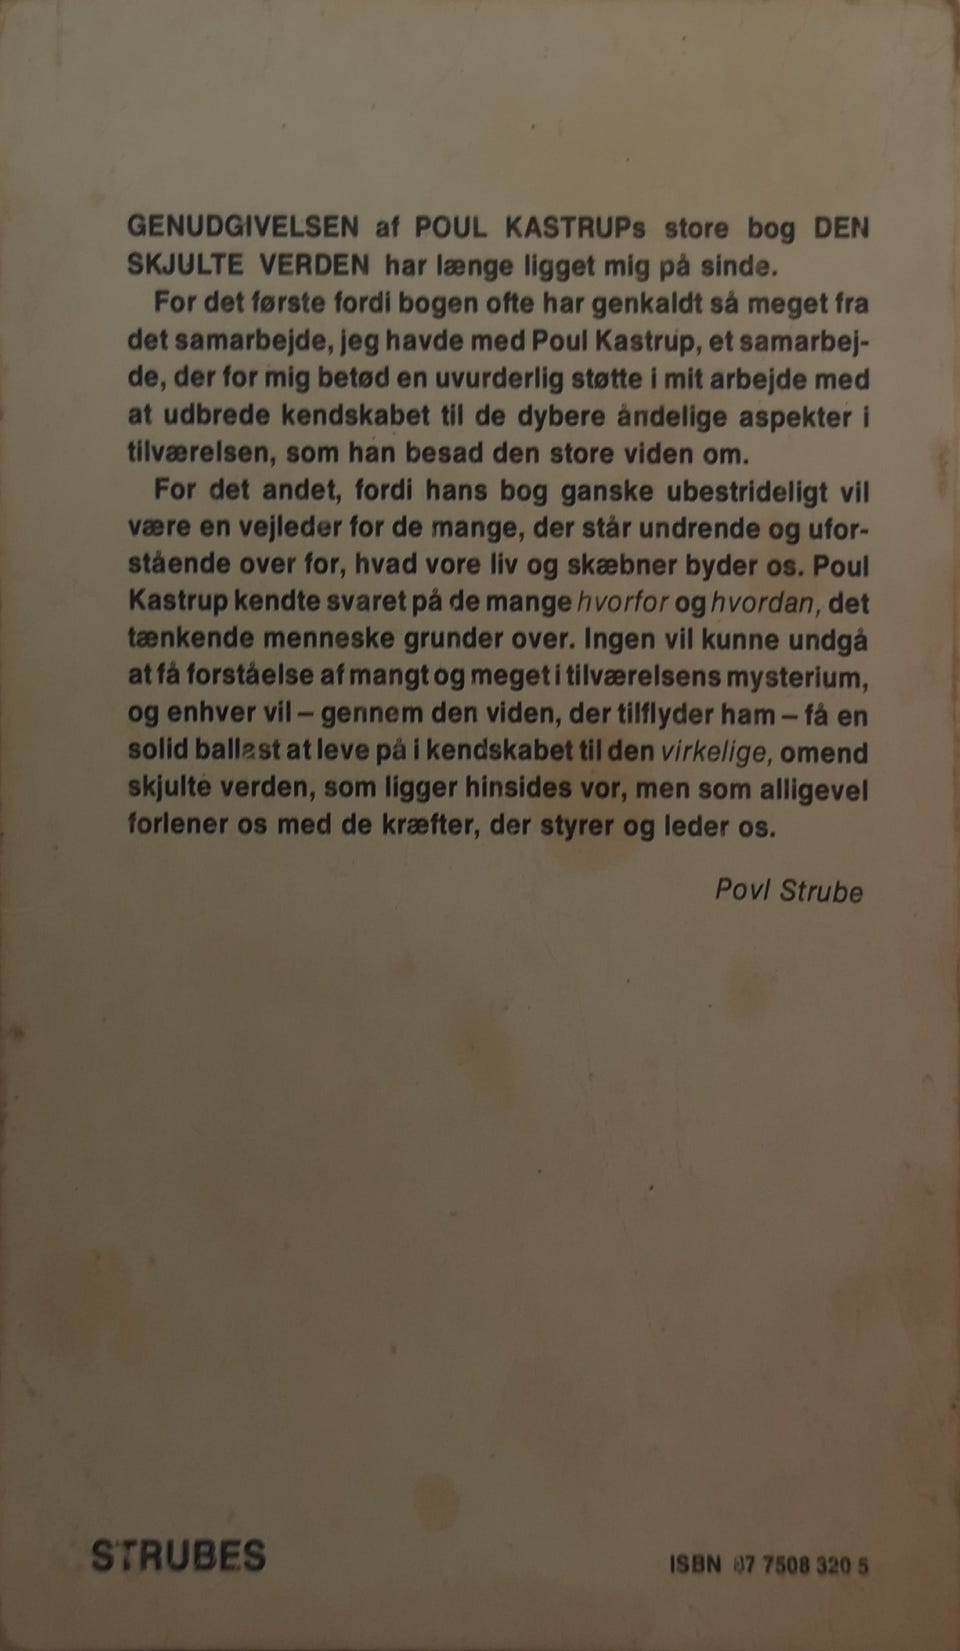 GENUDGIVELSEN af POUL KASTRUPs store bog DEN
SKJULTE VERDEN har længe ligget mig på sinde.
For det første fordi bogen ofte har genkaldt så meget fra
det samarbejde, jeg havde med Poul Kastrup, et samarbej-
de, der for mig betød en uvurderlig støtte i mit arbejde med
at udbrede kendskabet til de dybere åndelige aspekter i
tilværelsen, som han besad den store viden om.
For det andet, fordi hans bog ganske ubestrideligt vil
være en vejleder for de mange, der står undrende og ufor-
stående over for, hvad vore liv og skæbner byder os. Poul
Kastrup kendte svaret på de mange hvorfor og hvordan, det
tænkende menneske grunder over. Ingen vil kunne undgå
at få forståelse af mangt og meget i tilværelsens mysterium,
og enhver vil – gennem den viden, der tilflyder ham – få en
solid ballast at leve på i kendskabet til den virkelige, omend
skjulte verden, som ligger hinsides vor, men som alligevel
forlener os med de kræfter, der styrer og leder os.
Povl Strube
STRUBES
ISBN 87 7508 320 5